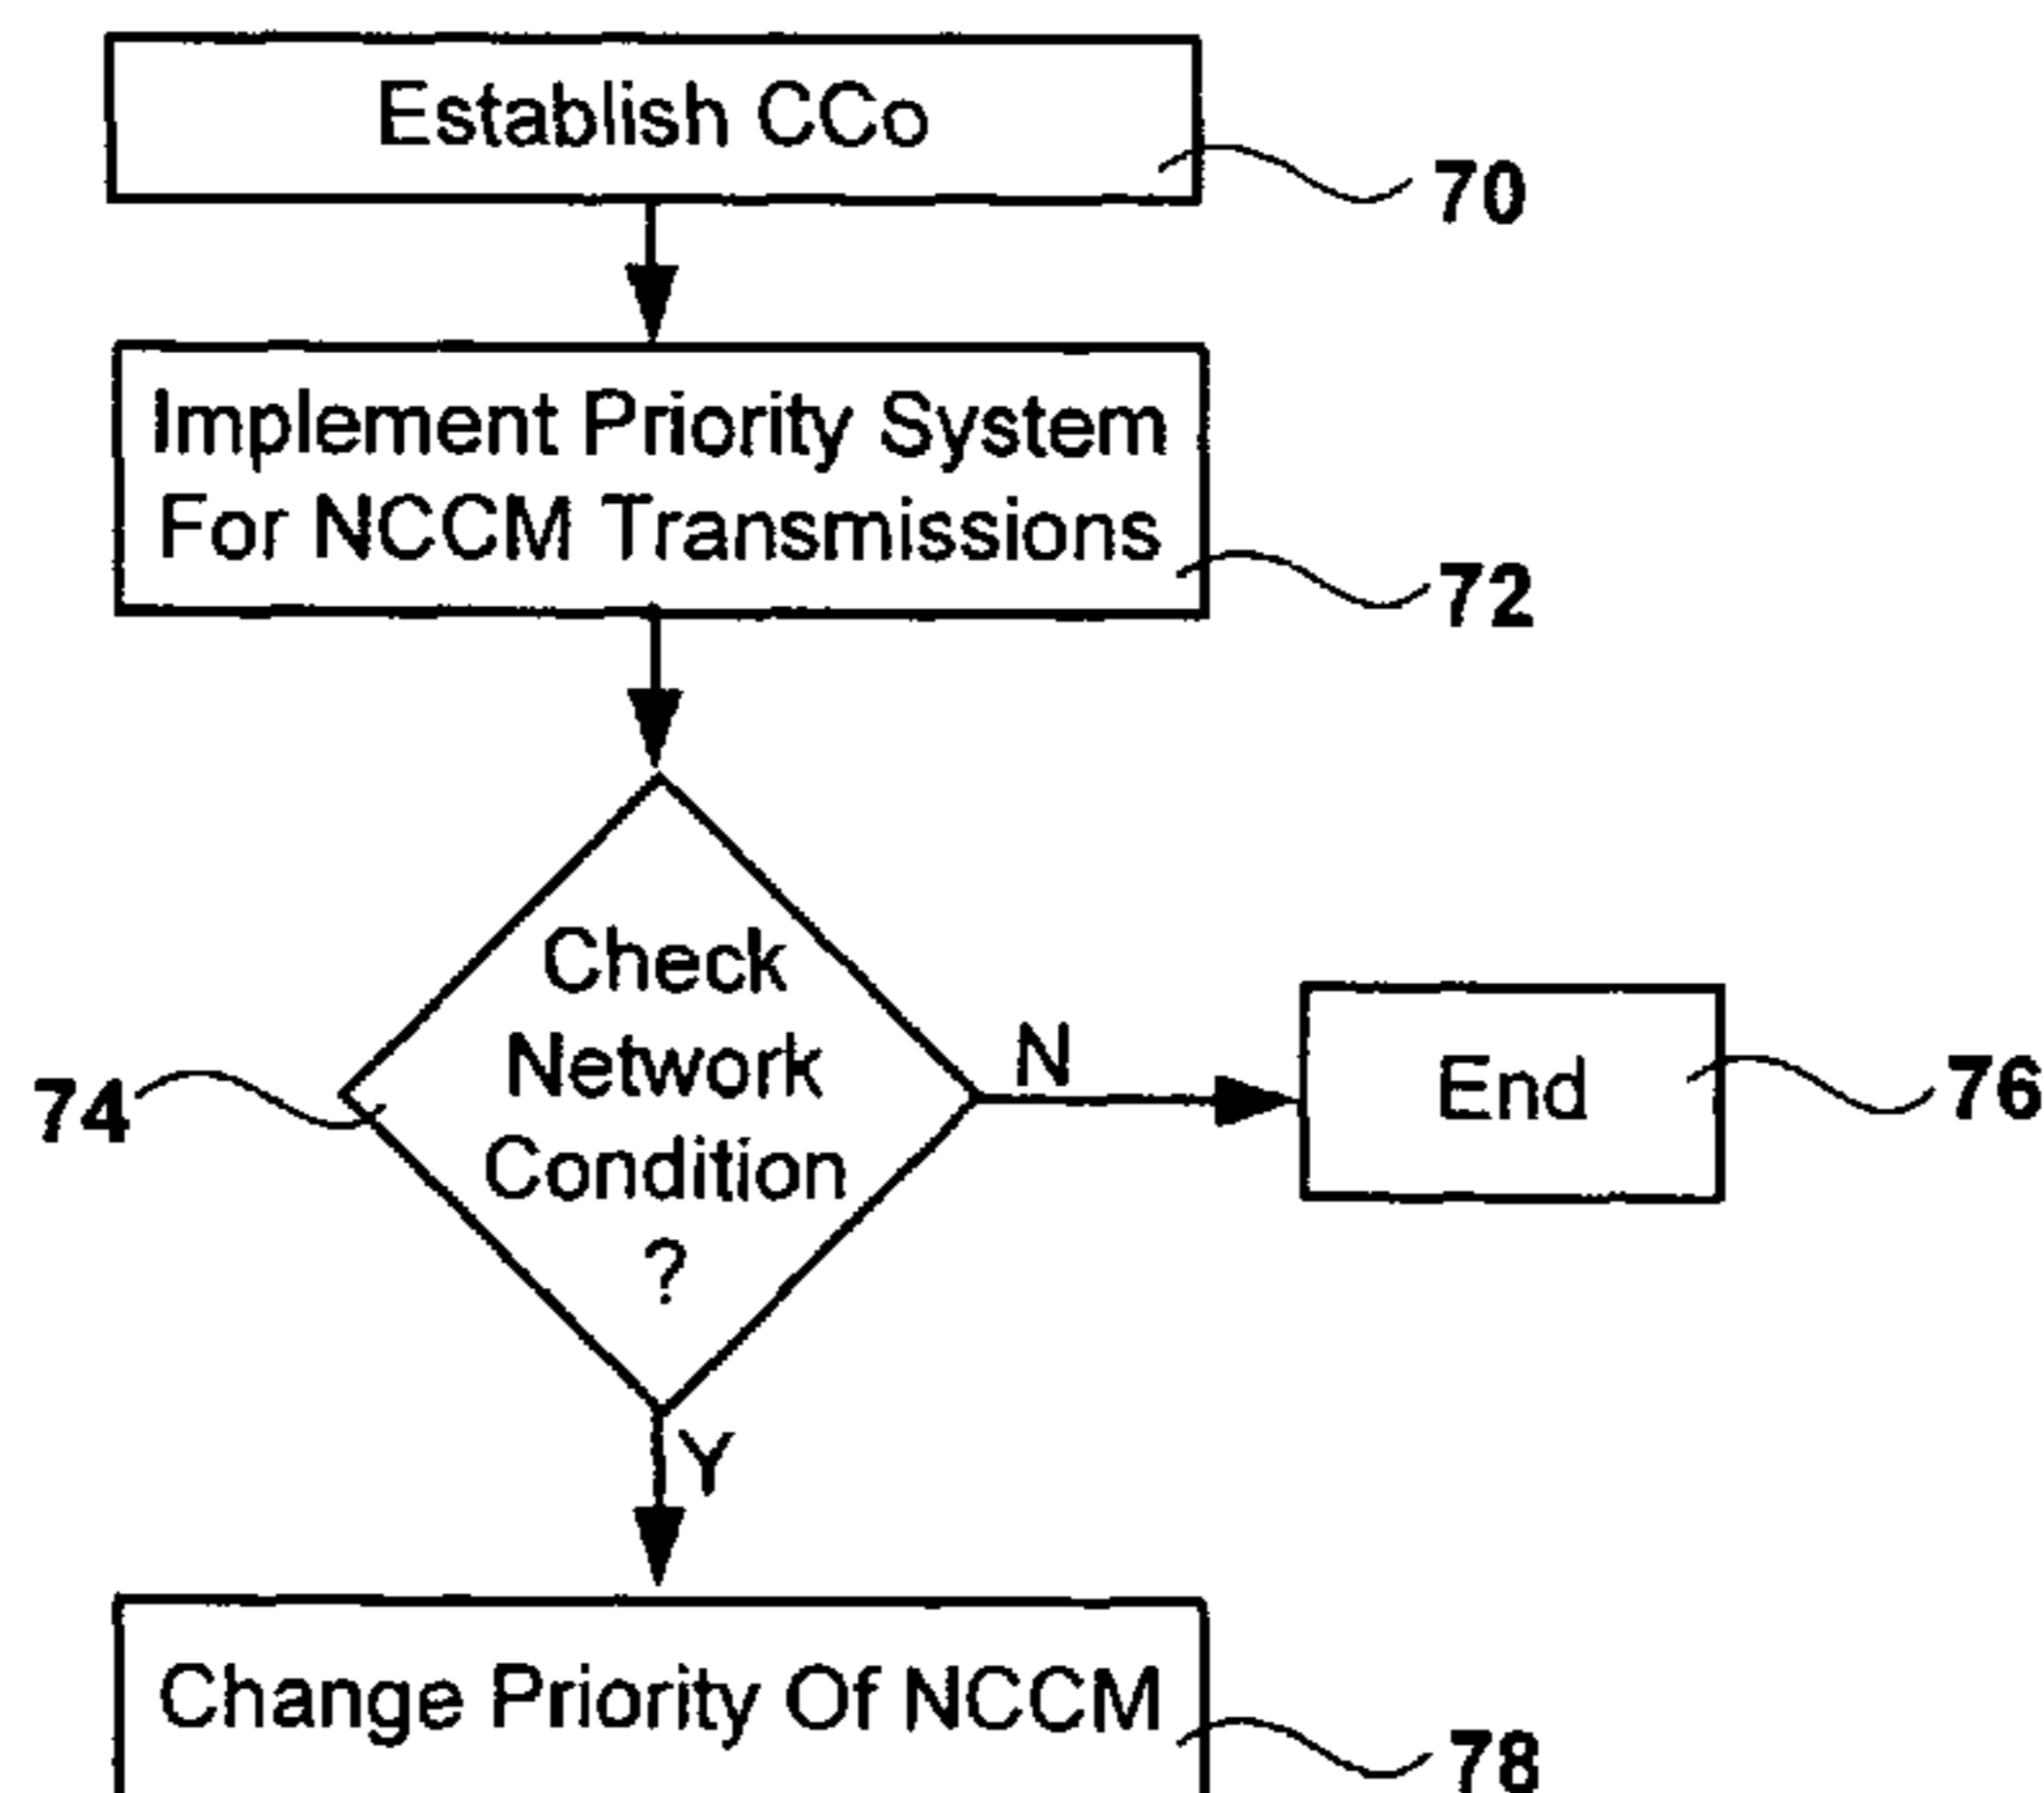 Establish CCo
70
Implement Priority System
For NCCM Transmissions
72
Check
Network
Condition
?
74
N
End
76
Y
Change Priority Of NCCM
78